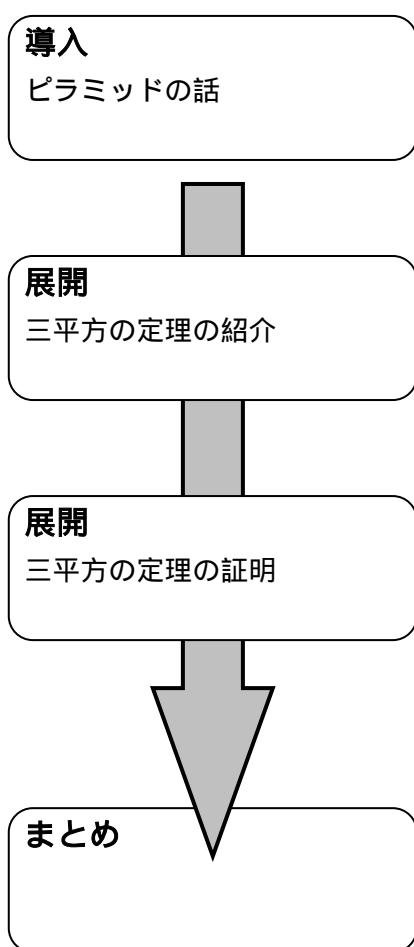 導入
ピラミッドの話
展開
三平方の定理の紹介
展開
三平方の定理の証明
まとめ